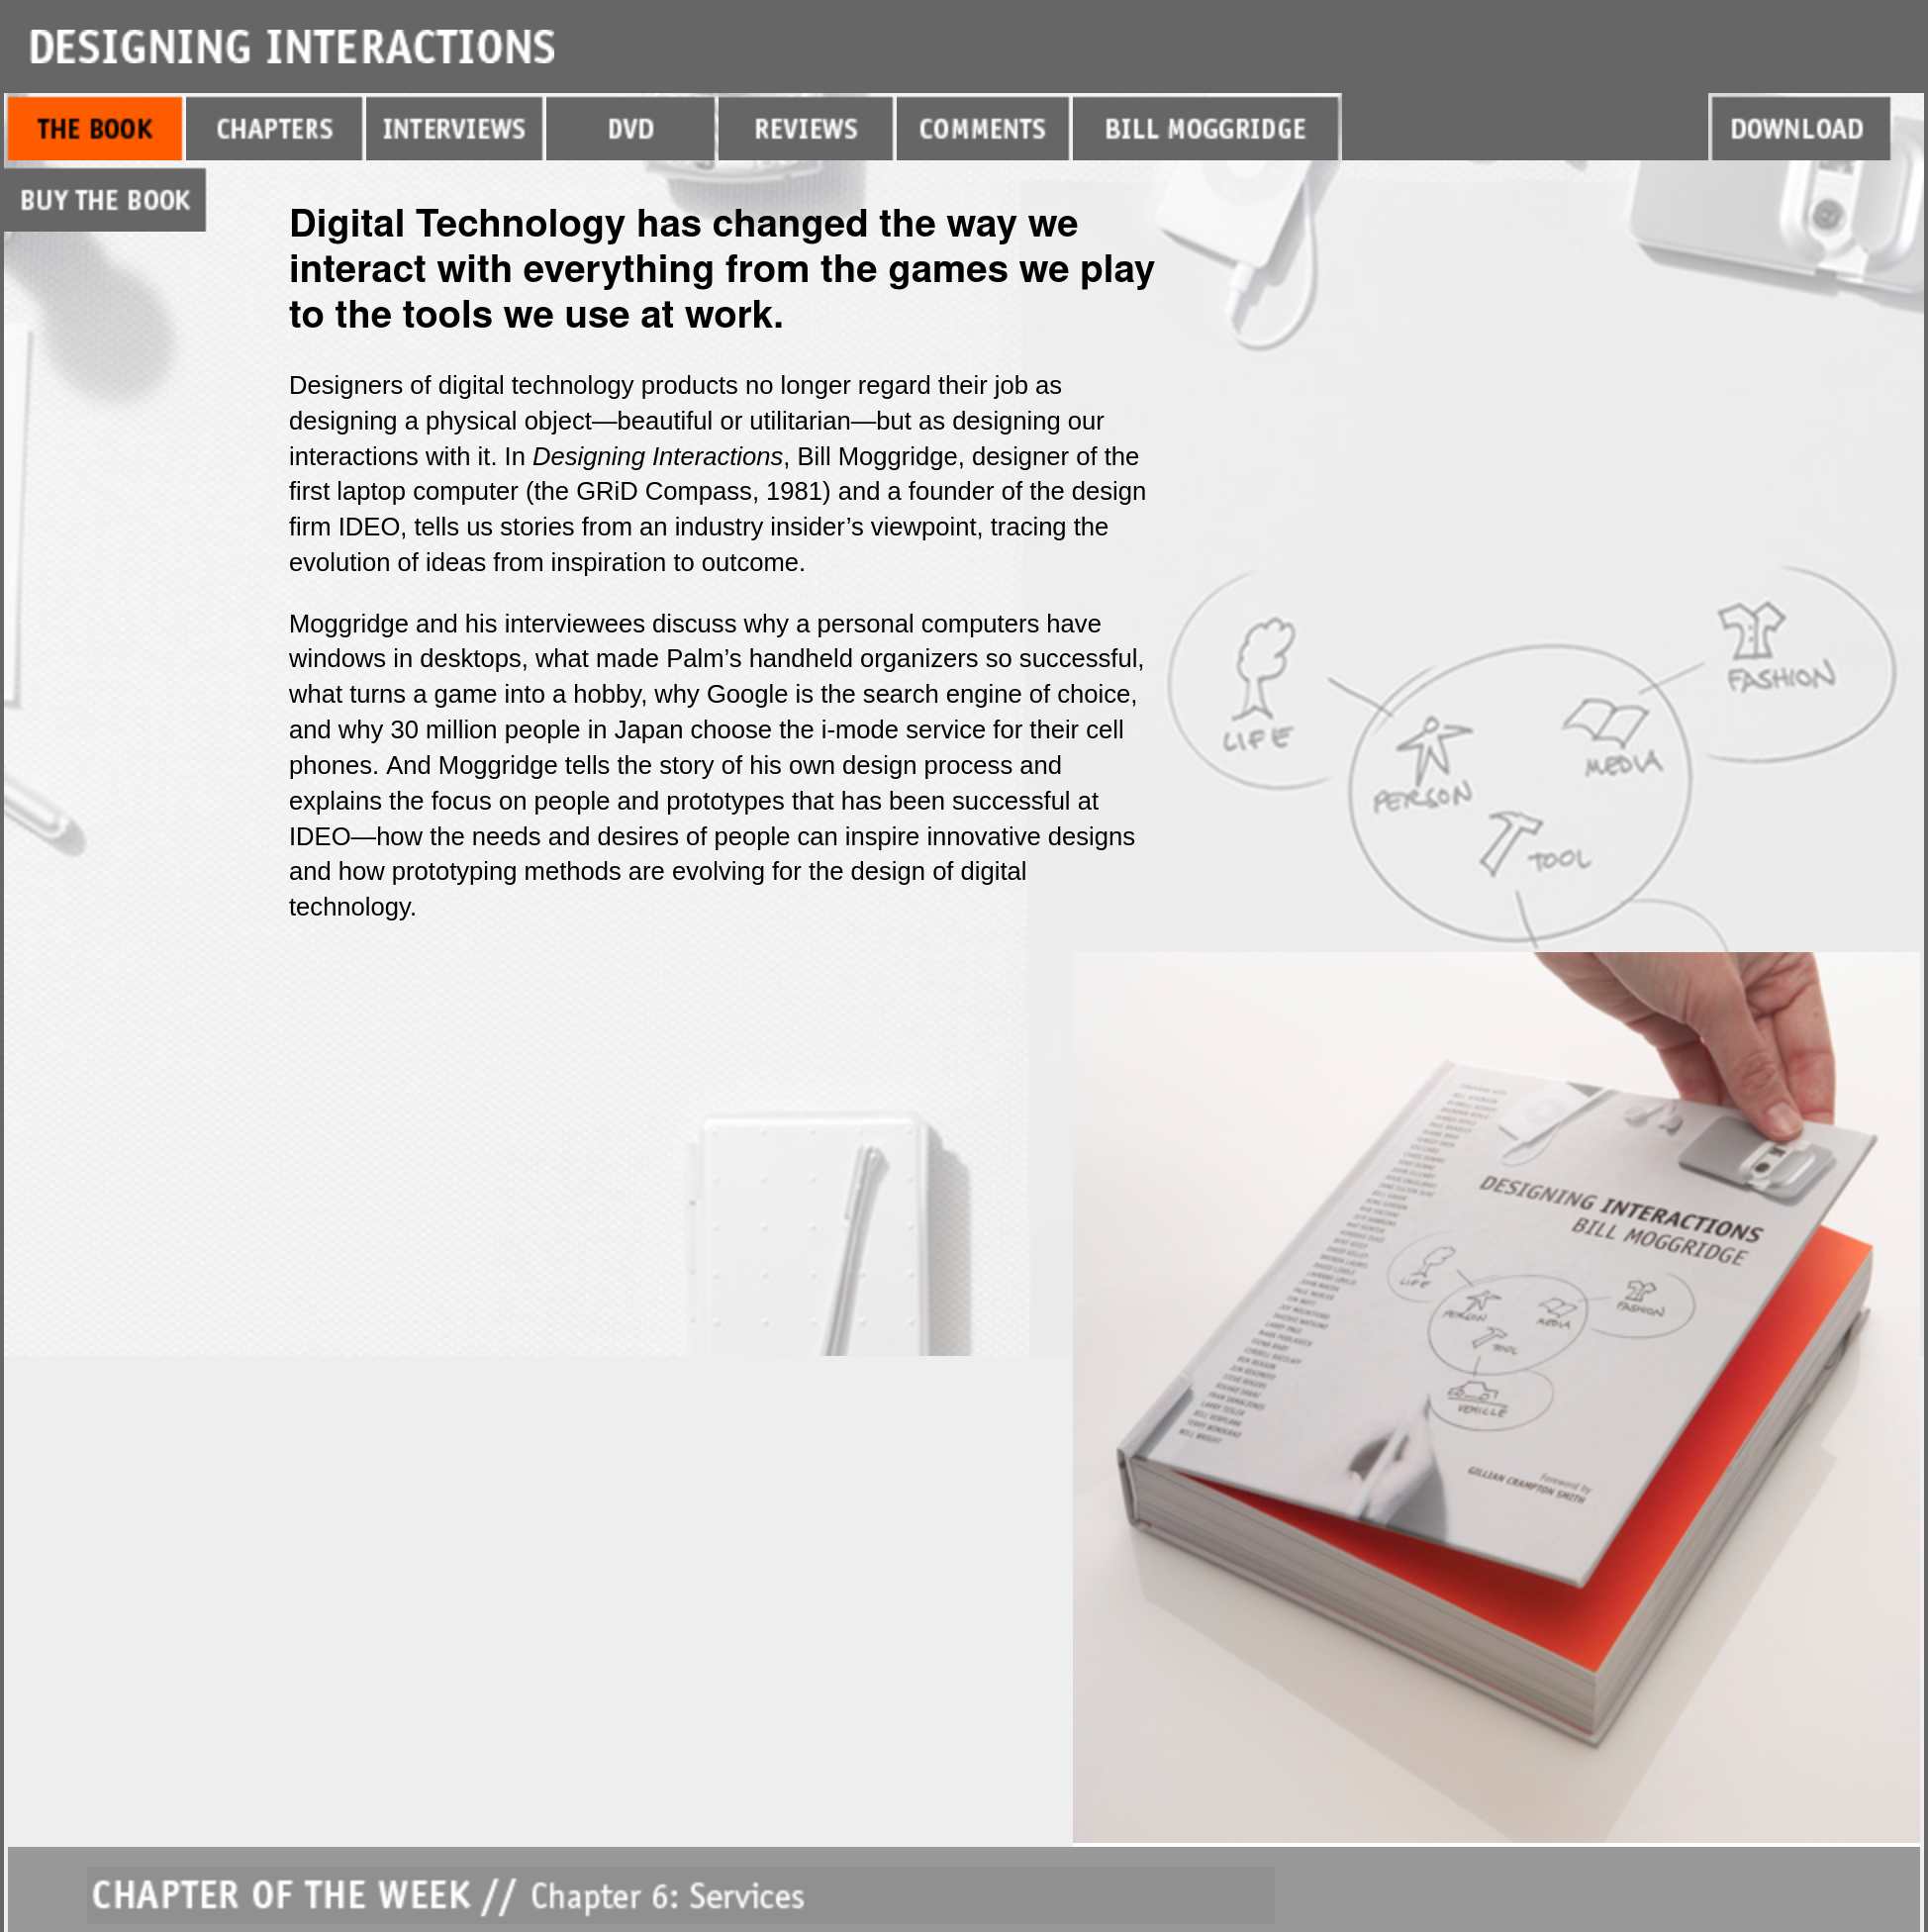 DESIGNING INTERACTIONS
THE BOOK
CHAPTERS
INTERVIEWS
DVD
REVIEWS
COMMENTS
BILL MOGGRIDGE
DOWNLOAD
BUY THE BOOK
Digital Technology has changed the way we
interact with everything from the games we play
to the tools we use at work.
Designers of digital technology products no longer regard their job as
designing a physical object—beautiful or utilitarian—but as designing our
interactions with it. In Designing Interactions, Bill Moggridge, designer of the
first laptop computer (the GRiD Compass, 1981) and a founder of the design
firm IDEO, tells us stories from an industry insider’s viewpoint, tracing the
evolution of ideas from inspiration to outcome.
Moggridge and his interviewees discuss why a personal computers have
windows in desktops, what made Palm’s handheld organizers so successful,
what turns a game into a hobby, why Google is the search engine of choice,
and why 30 million people in Japan choose the i-mode service for their cell
phones. And Moggridge tells the story of his own design process and
explains the focus on people and prototypes that has been successful at
IDEO—how the needs and desires of people can inspire innovative designs
and how prototyping methods are evolving for the design of digital
technology.
LIFE
PERSON
MEDIA
TOOL
FASHION
DESIGNING INTERACTIONS
BILL MOGGRIDGE
LIFE
PERSON
MEDIA
TOOL
FASHION
VEHICLE
Foreword by
GILLIAN CRAMPTON SMITH
CHAPTER OF THE WEEK // Chapter 6: Services